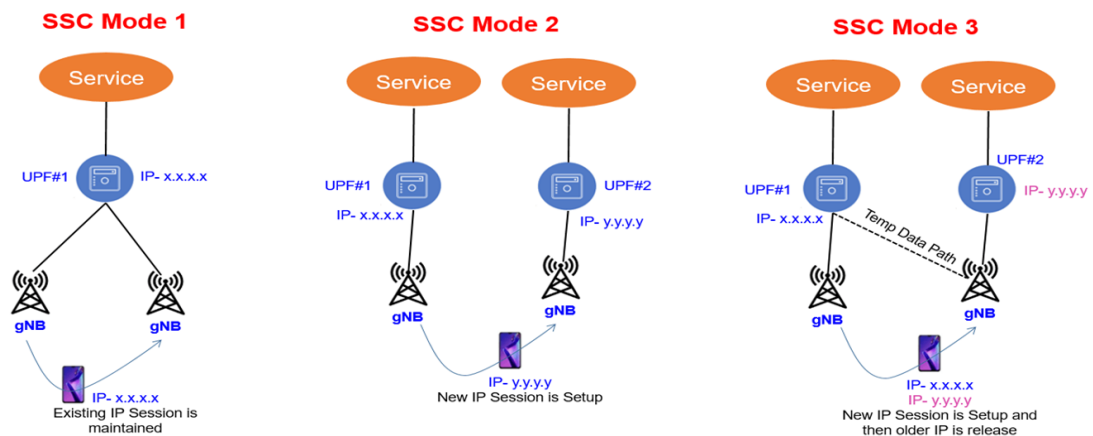 SSC Mode 1
Service
UPF#1
IP- x.x.x.x
gNB
gNB
IP- x.x.x.x
Existing IP Session is
maintained
SSC Mode 2
Service
Service
UPF#1
UPF#2
IP- x.x.x.x
IP- y.y.y.y
gNB
gNB
IP- y.y.y.y
New IP Session is Setup
SSC Mode 3
Service
Service
UPF#2
UPF#1
IP- y.y.y.y
IP- x.x.x.x
Temp Data Path
gNB
gNB
IP- x.x.x.x
IP- y.y.y.y
New IP Session is Setup and
then older IP is release